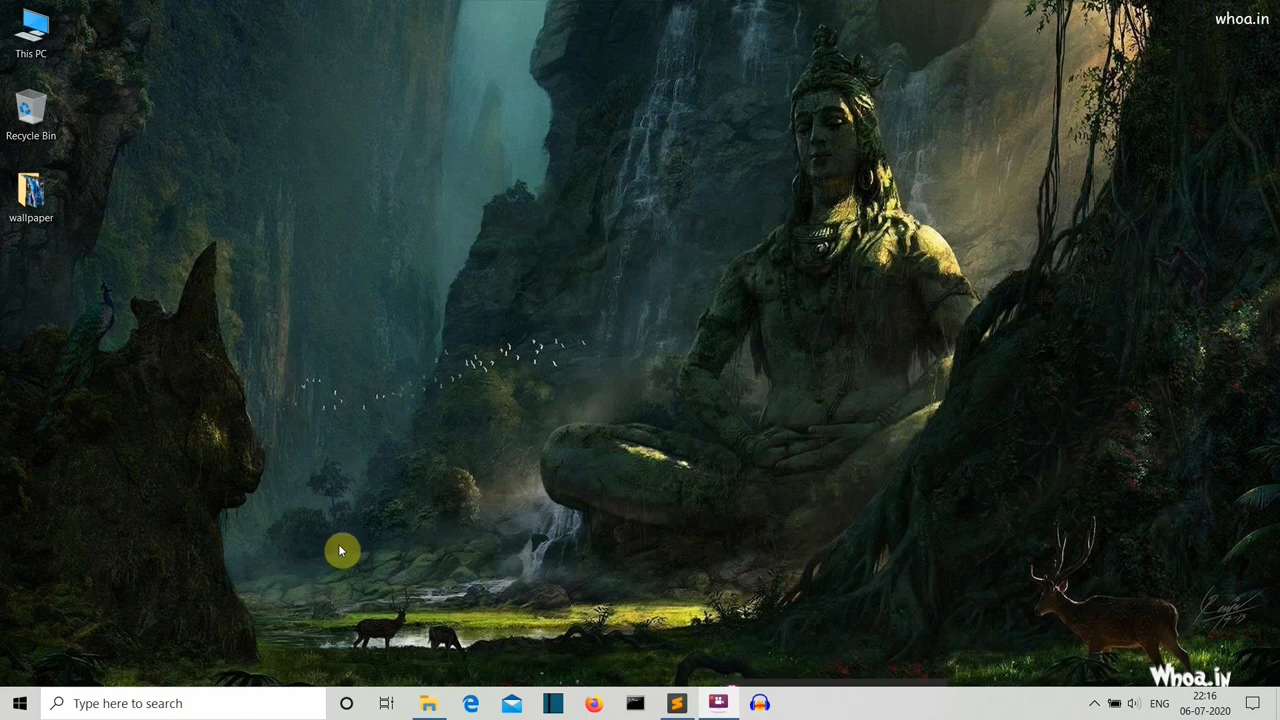 whoa.in
This PC
Recycle Bin
wallpaper
Whoa.in
Type here to search
ENG
22:16
06-07-2020